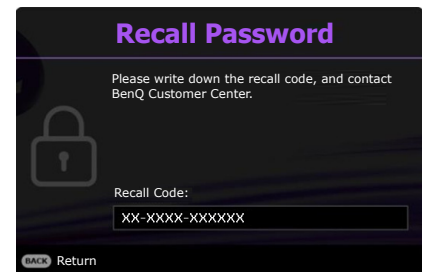 Recall Password
Please write down the recall code, and contact
BenQ Customer Center.
Recall Code:
XX-XXXX-XXXXXX
BACK Return